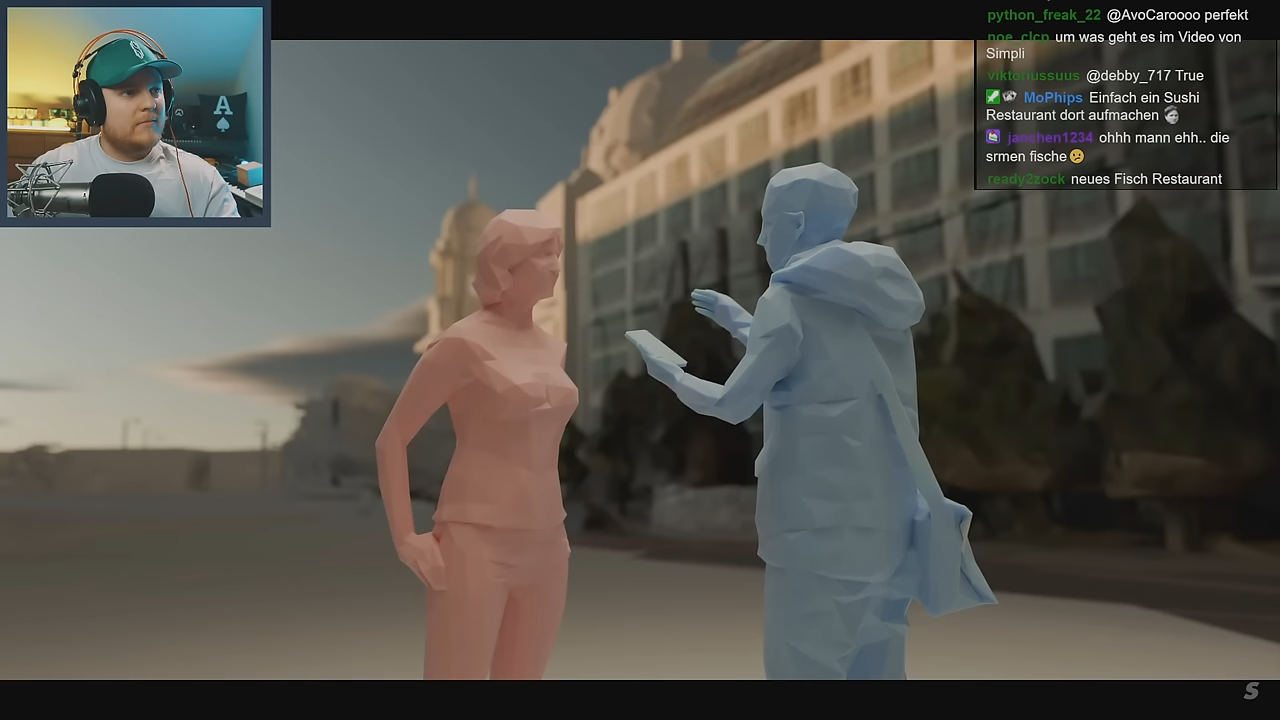 python_freak_22 @AvoCaroooo perfekt
noe_clcp um was geht es im Video von
Simpli
viktoriussuus @debby_717 True
MoPhips Einfach ein Sushi
Restaurant dort aufmachen
janchen1234 ohhh mann ehh.. die
srmen fische
ready2zock neues Fisch Restaurant
A
S